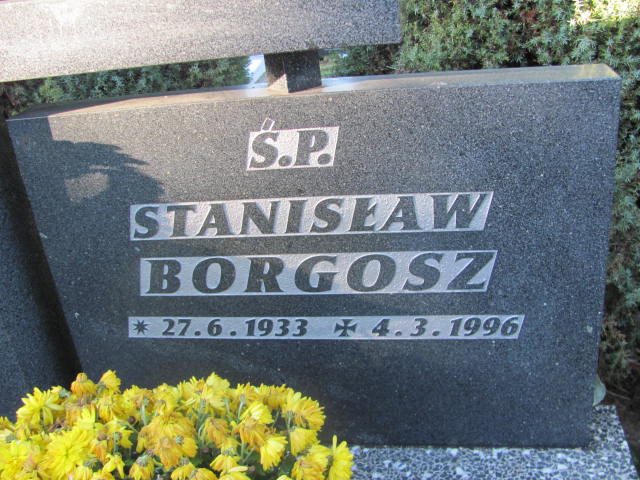 Ś.P.
STANISŁAW
BORGOSZ
✷ 27.6.1933 ✠ 4.3.1996